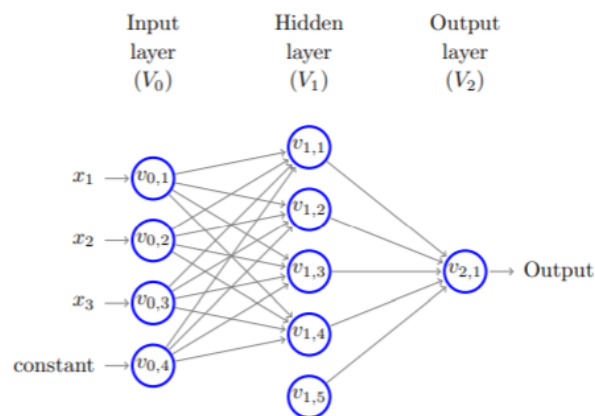 Input
layer
(V₀)
Hidden
layer
(V₁)
Output
layer
(V₂)
x₁
x₂
x₃
constant
v₀,₁
v₀,₂
v₀,₃
v₀,₄
v₁,₁
v₁,₂
v₁,₃
v₁,₄
v₁,₅
v₂,₁
Output